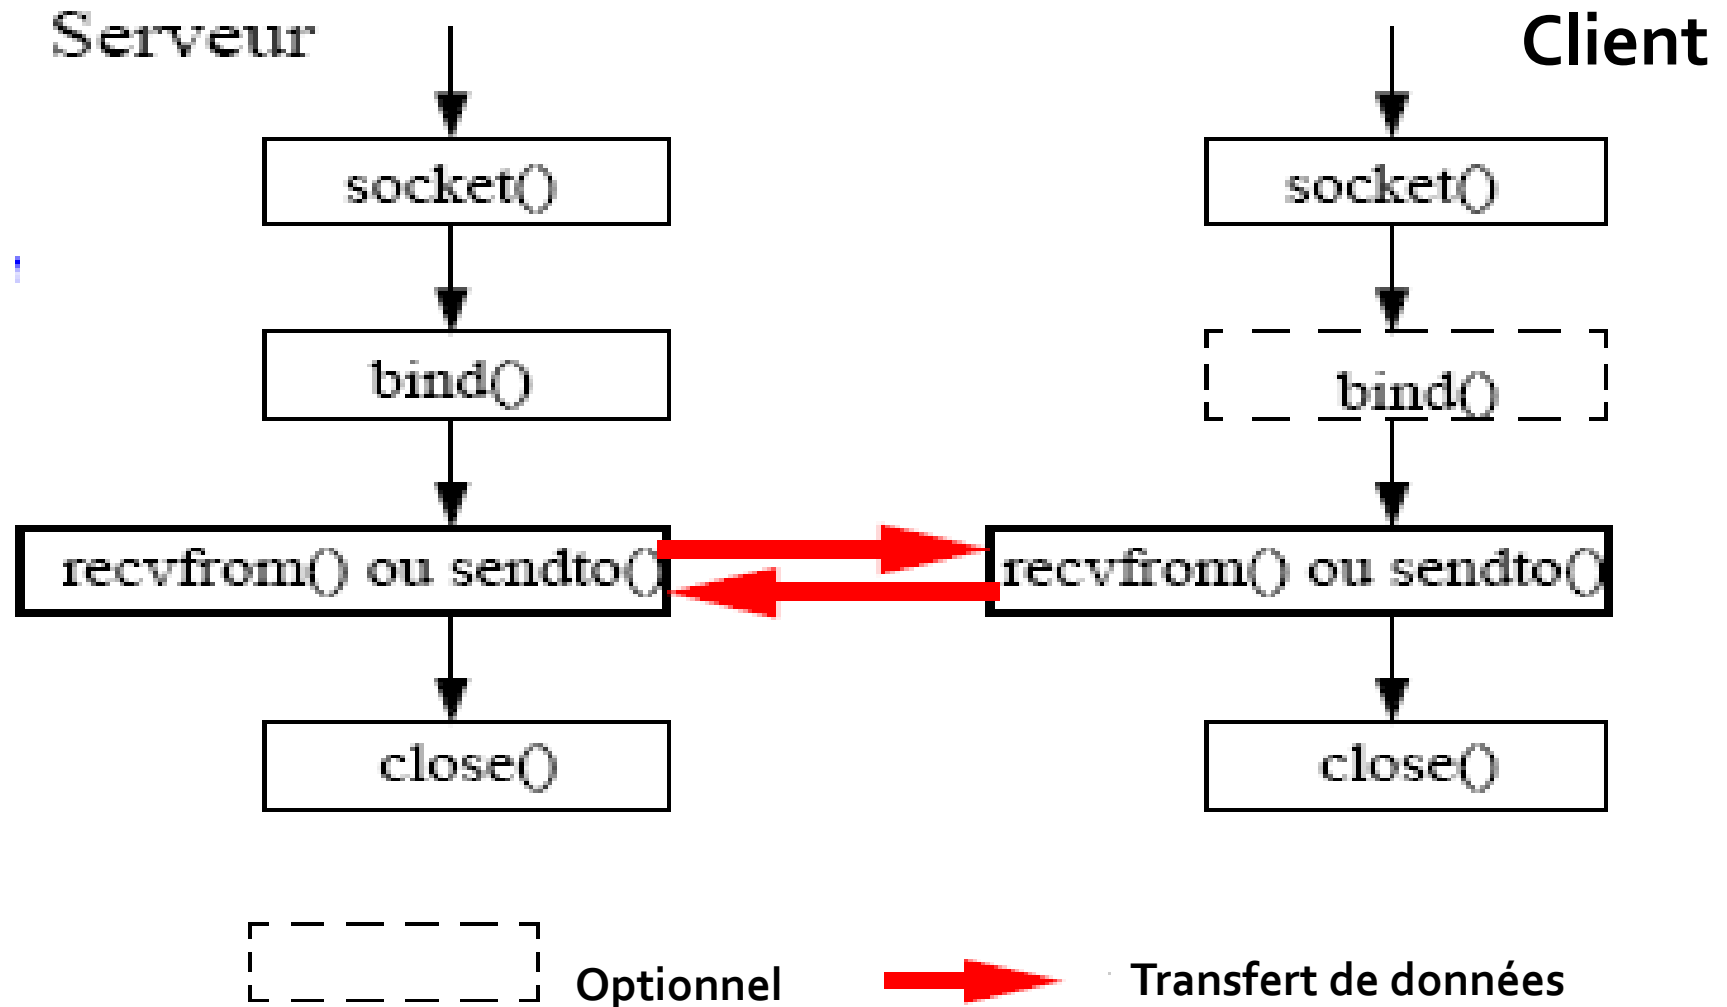 Serveur
Client
socket()
socket()
bind()
bind()
recvfrom() ou sendto()
recvfrom() ou sendto()
close()
close()
Optionnel
Transfert de données